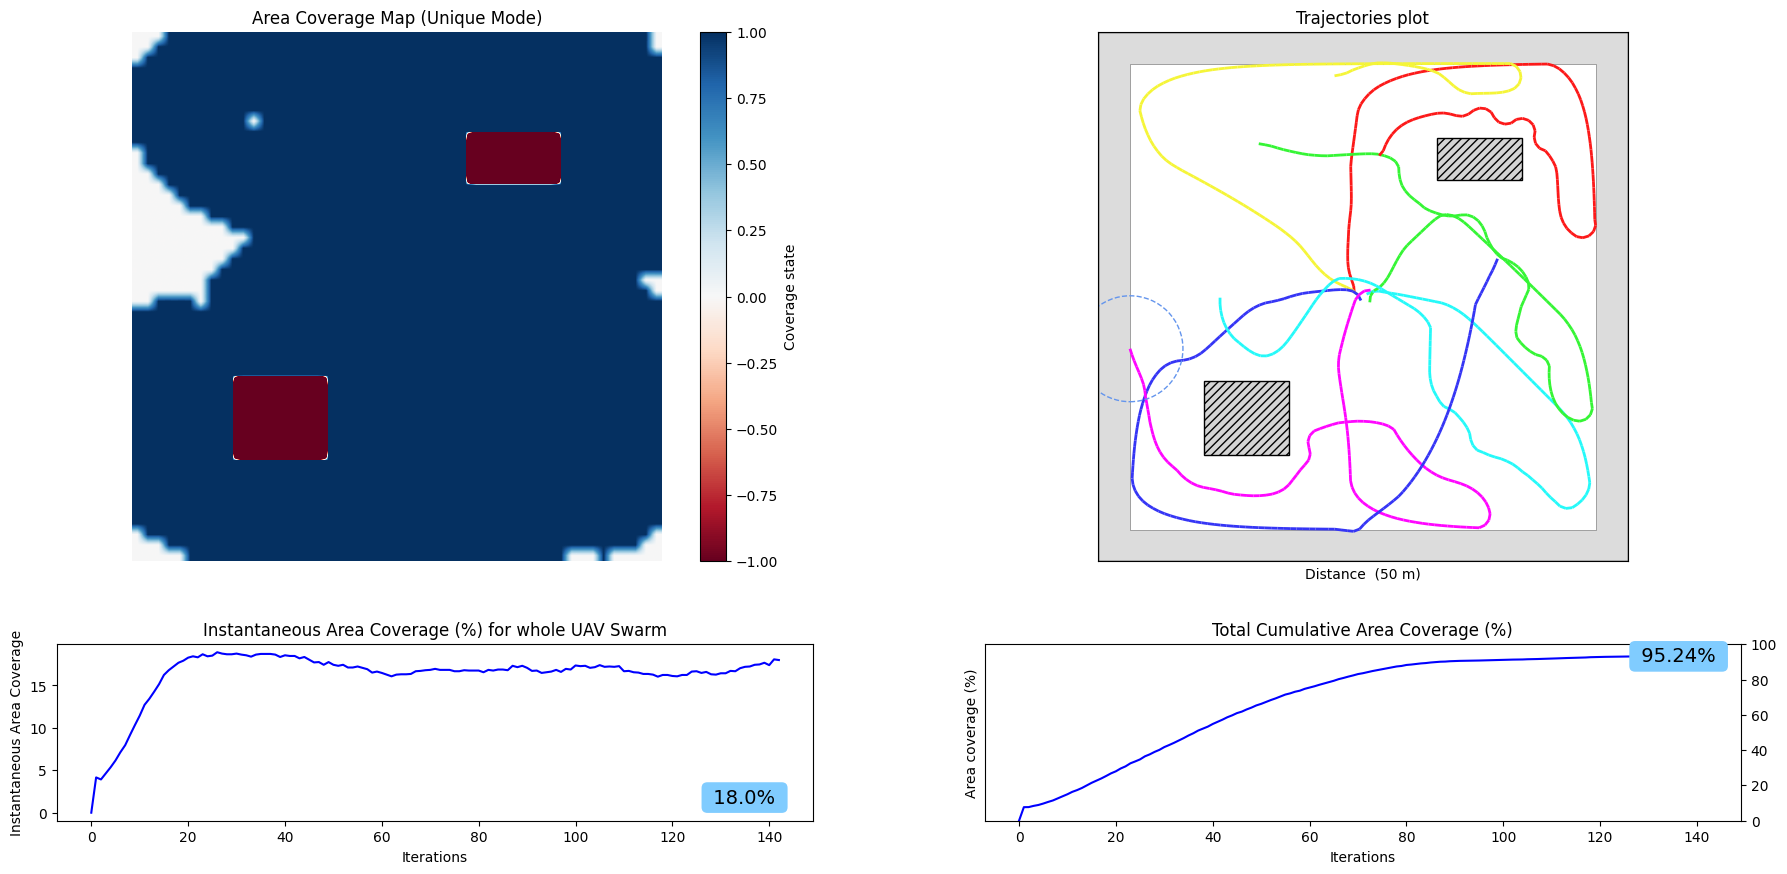 Area Coverage Map (Unique Mode)
1.00
0.75
0.50
0.25
0.00
−0.25
−0.50
−0.75
−1.00
Coverage state
Trajectories plot
Distance  (50 m)
Instantaneous Area Coverage (%) for whole UAV Swarm
Instantaneous Area Coverage
15
10
5
0
18.0%
0 20 40 60 80 100 120 140
Iterations
Total Cumulative Area Coverage (%)
Area coverage (%)
95.24%
100
80
60
40
20
0
0 20 40 60 80 100 120 140
Iterations